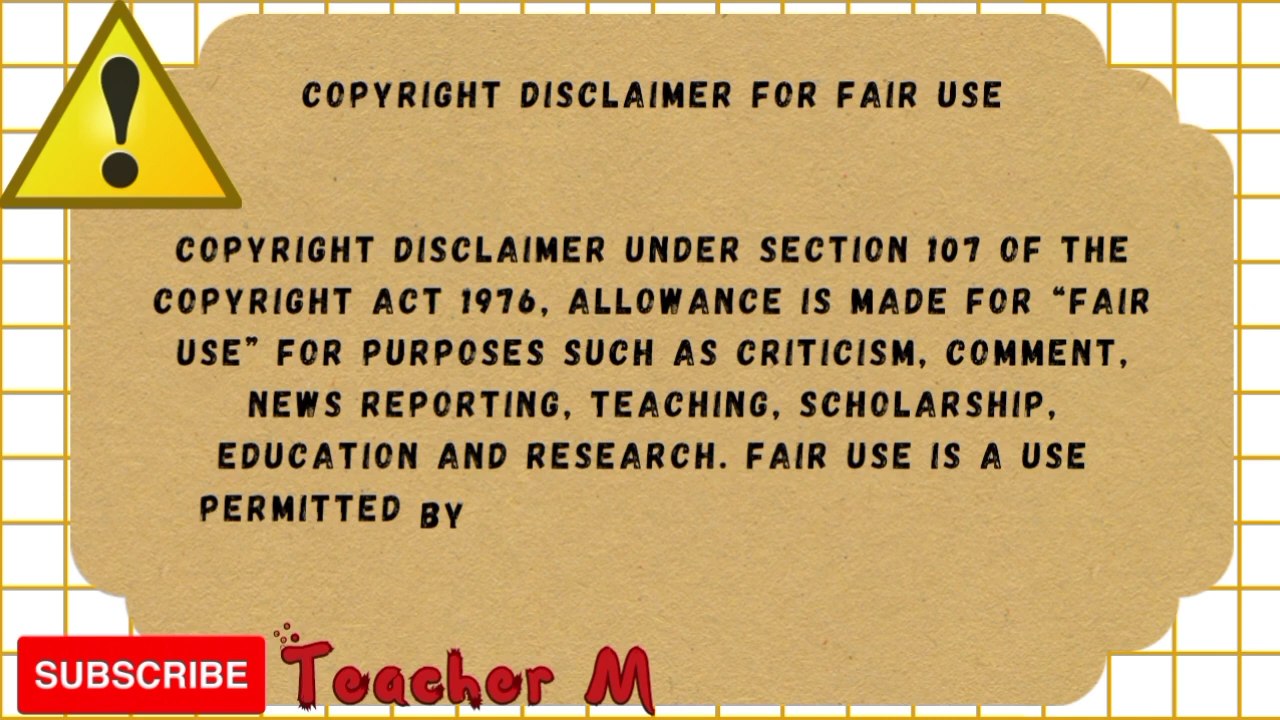 COPYRIGHT DISCLAIMER FOR FAIR USE
COPYRIGHT DISCLAIMER UNDER SECTION 107 OF THE
COPYRIGHT ACT 1976, ALLOWANCE IS MADE FOR “FAIR
USE” FOR PURPOSES SUCH AS CRITICISM, COMMENT,
NEWS REPORTING, TEACHING, SCHOLARSHIP,
EDUCATION AND RESEARCH. FAIR USE IS A USE
PERMITTED BY
SUBSCRIBE
Teacher M